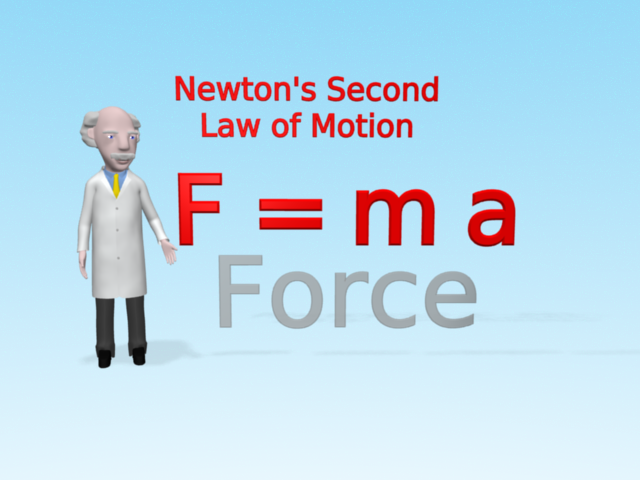 Newton's Second
Law of Motion
F = m a
Force